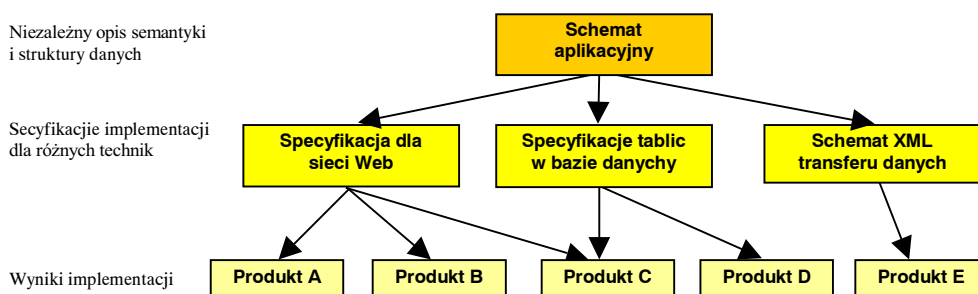 Niezależny opis semantyki
i struktury danych
Schemat
aplikacyjny
Secyfikacjie implementacji
dla różnych technik
Specyfikacja dla
sieci Web
Specyfikacje tablic
w bazie danychy
Schemat XML
transferu danych
Wyniki implementacji
Produkt A
Produkt B
Produkt C
Produkt D
Produkt E